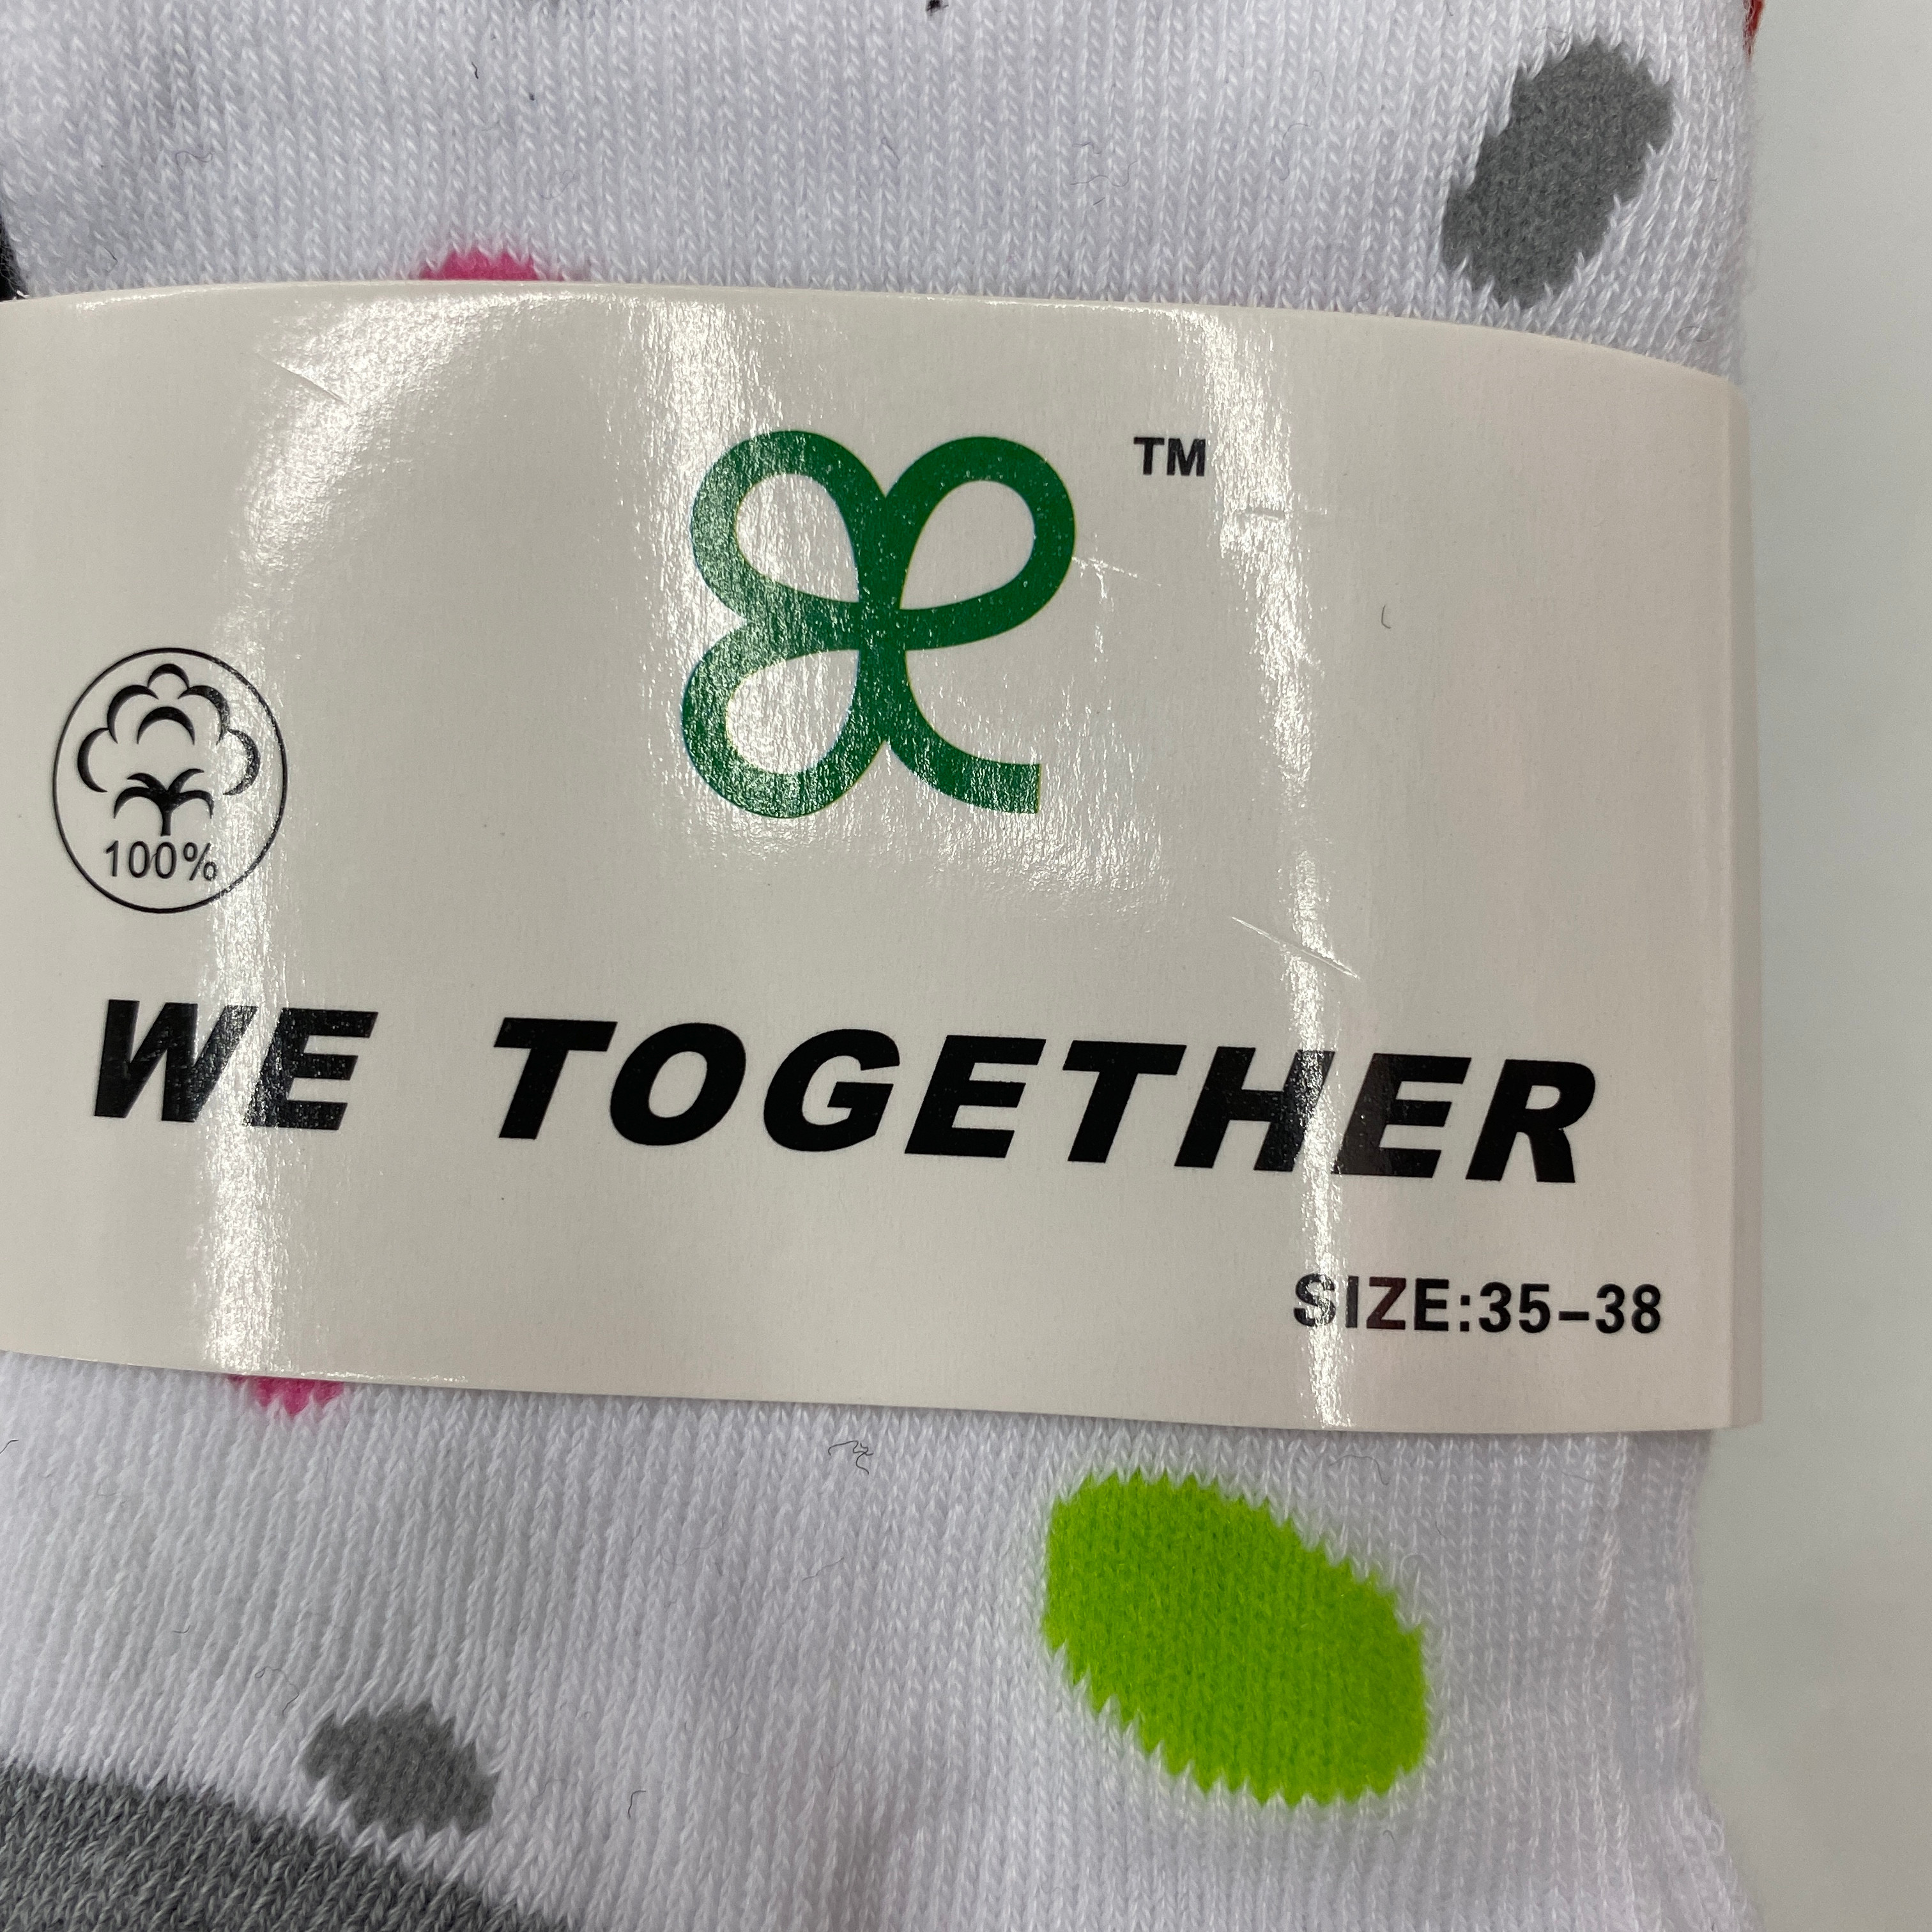 TM
100%
WE TOGETHER
SIZE:35-38